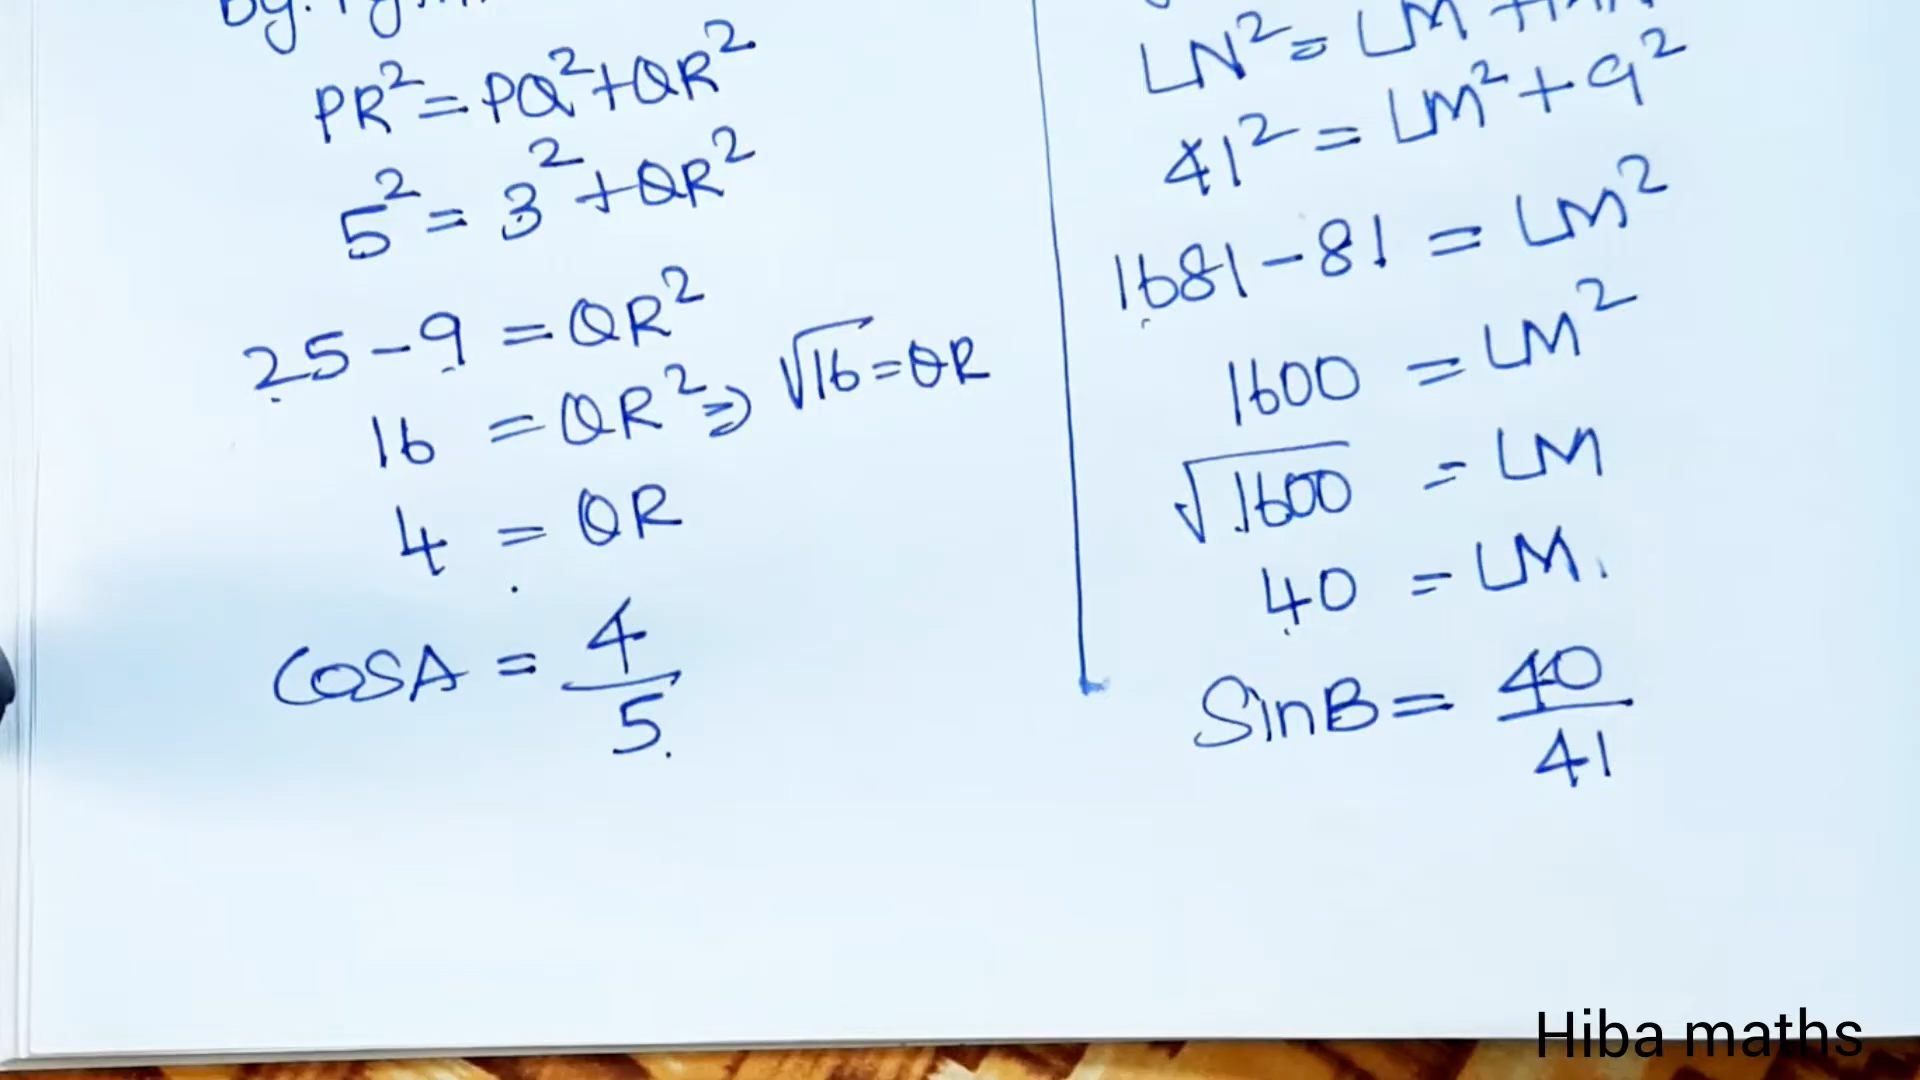 By.
PR² = PQ² + QR²
5² = 3² + QR²
25 - 9 = QR²
16 = QR² ⇒ √16 = QR
4 = QR
COSA = 4/5.
LN² = LM
41² = LM² + 9²
1681 - 81 = LM²
1600 = LM²
√1600 = LM
40 = LM.
SinB = 40/41
Hiba maths